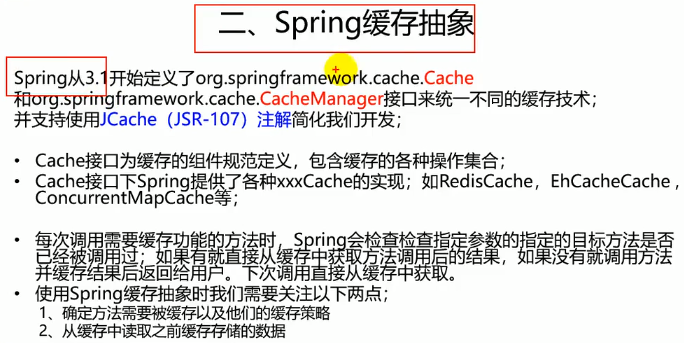 二、Spring缓存抽象
Spring从3.1开始定义了org.springframework.cache.Cache
和org.springframework.cache.CacheManager接口来统一不同的缓存技术；
并支持使用JCache（JSR-107）注解简化我们开发；
• Cache接口为缓存的组件规范定义，包含缓存的各种操作集合；
• Cache接口下Spring提供了各种xxxCache的实现；如RedisCache，EhCacheCache ,
ConcurrentMapCache等；
• 每次调用需要缓存功能的方法时，Spring会检查检查指定参数的指定的目标方法是否
已经被调用过；如果有就直接从缓存中获取方法调用后的结果，如果没有就调用方法
并缓存结果后返回给用户。下次调用直接从缓存中获取。
• 使用Spring缓存抽象时我们需要关注以下两点；
1、确定方法需要被缓存以及他们的缓存策略
2、从缓存中读取之前缓存存储的数据